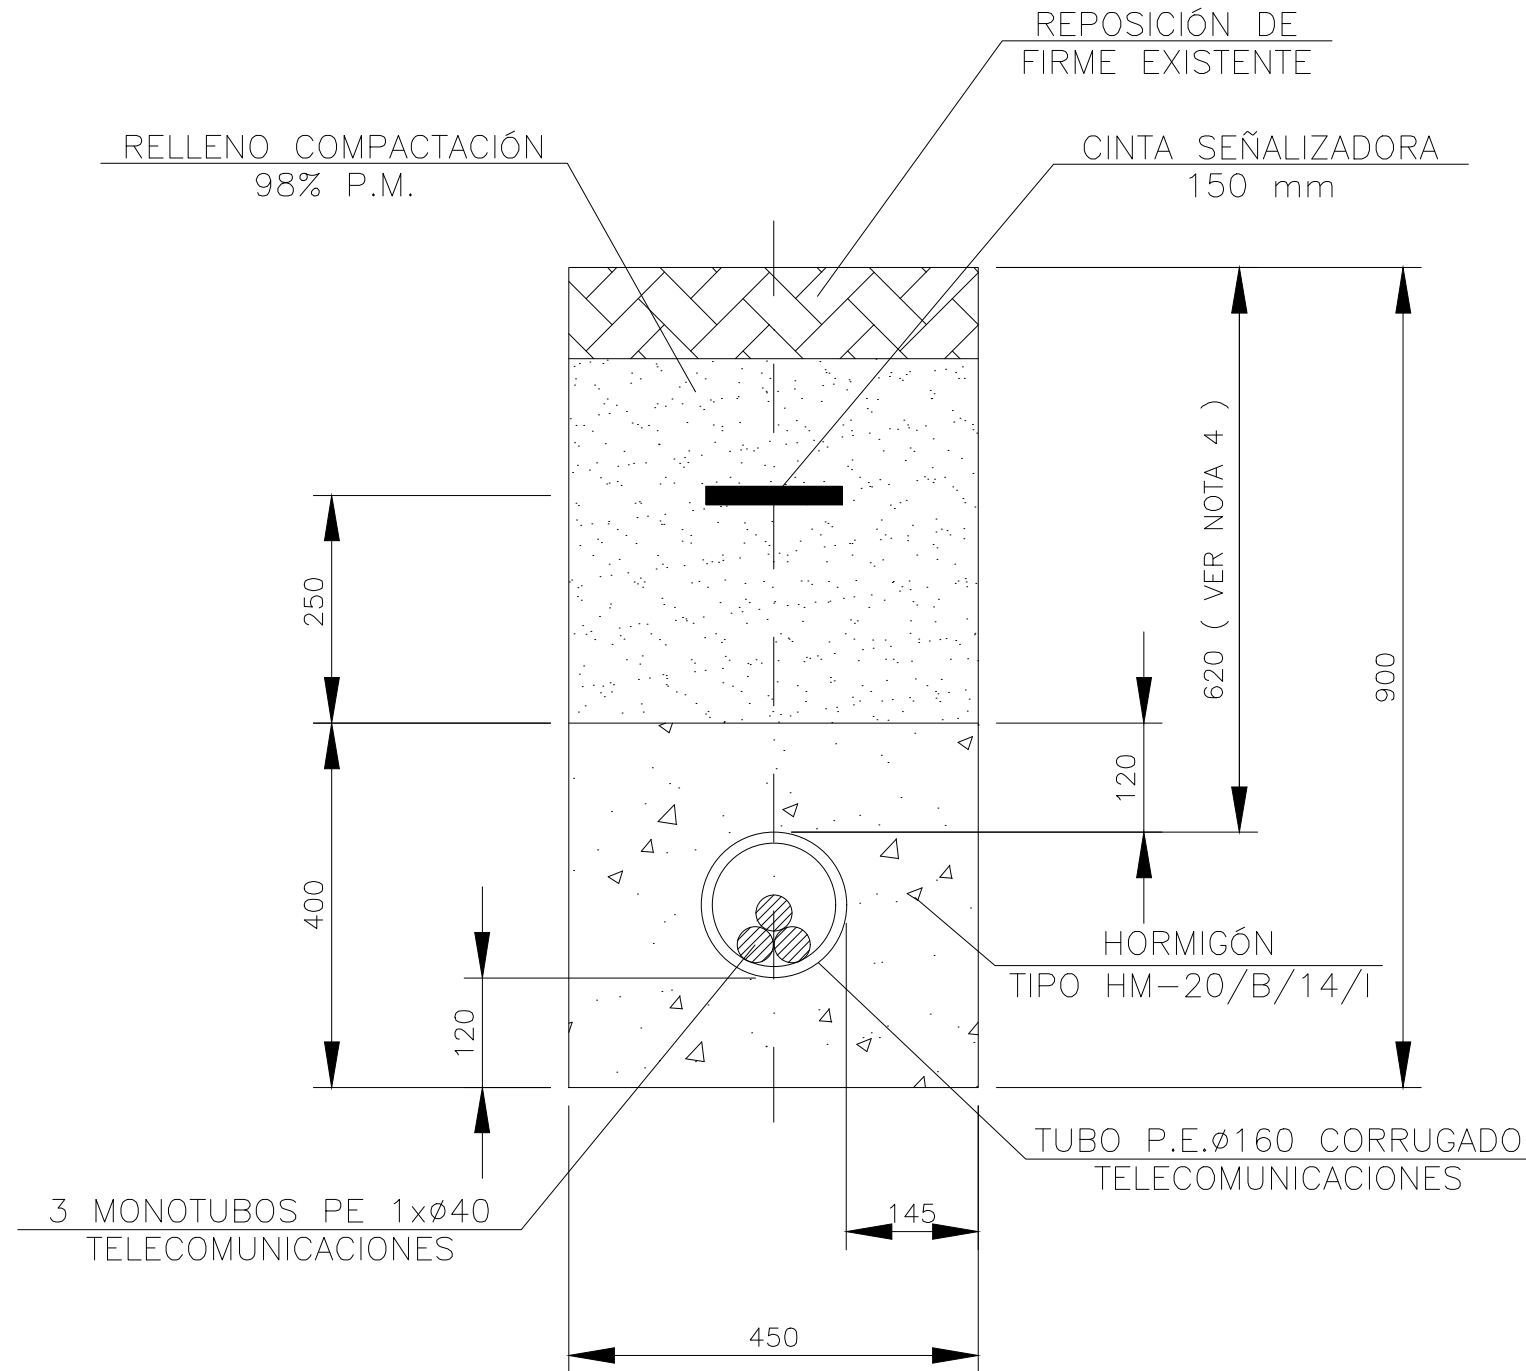 REPOSICIÓN DE
FIRME EXISTENTE
RELLENO COMPACTACIÓN
98% P.M.
CINTA SEÑALIZADORA
150 mm
620 ( VER NOTA 4 )
900
250
120
400
120
HORMIGÓN
TIPO HM-20/B/14/I
TUBO P.E.Ø160 CORRUGADO
TELECOMUNICACIONES
3 MONOTUBOS PE 1xØ40
TELECOMUNICACIONES
145
450